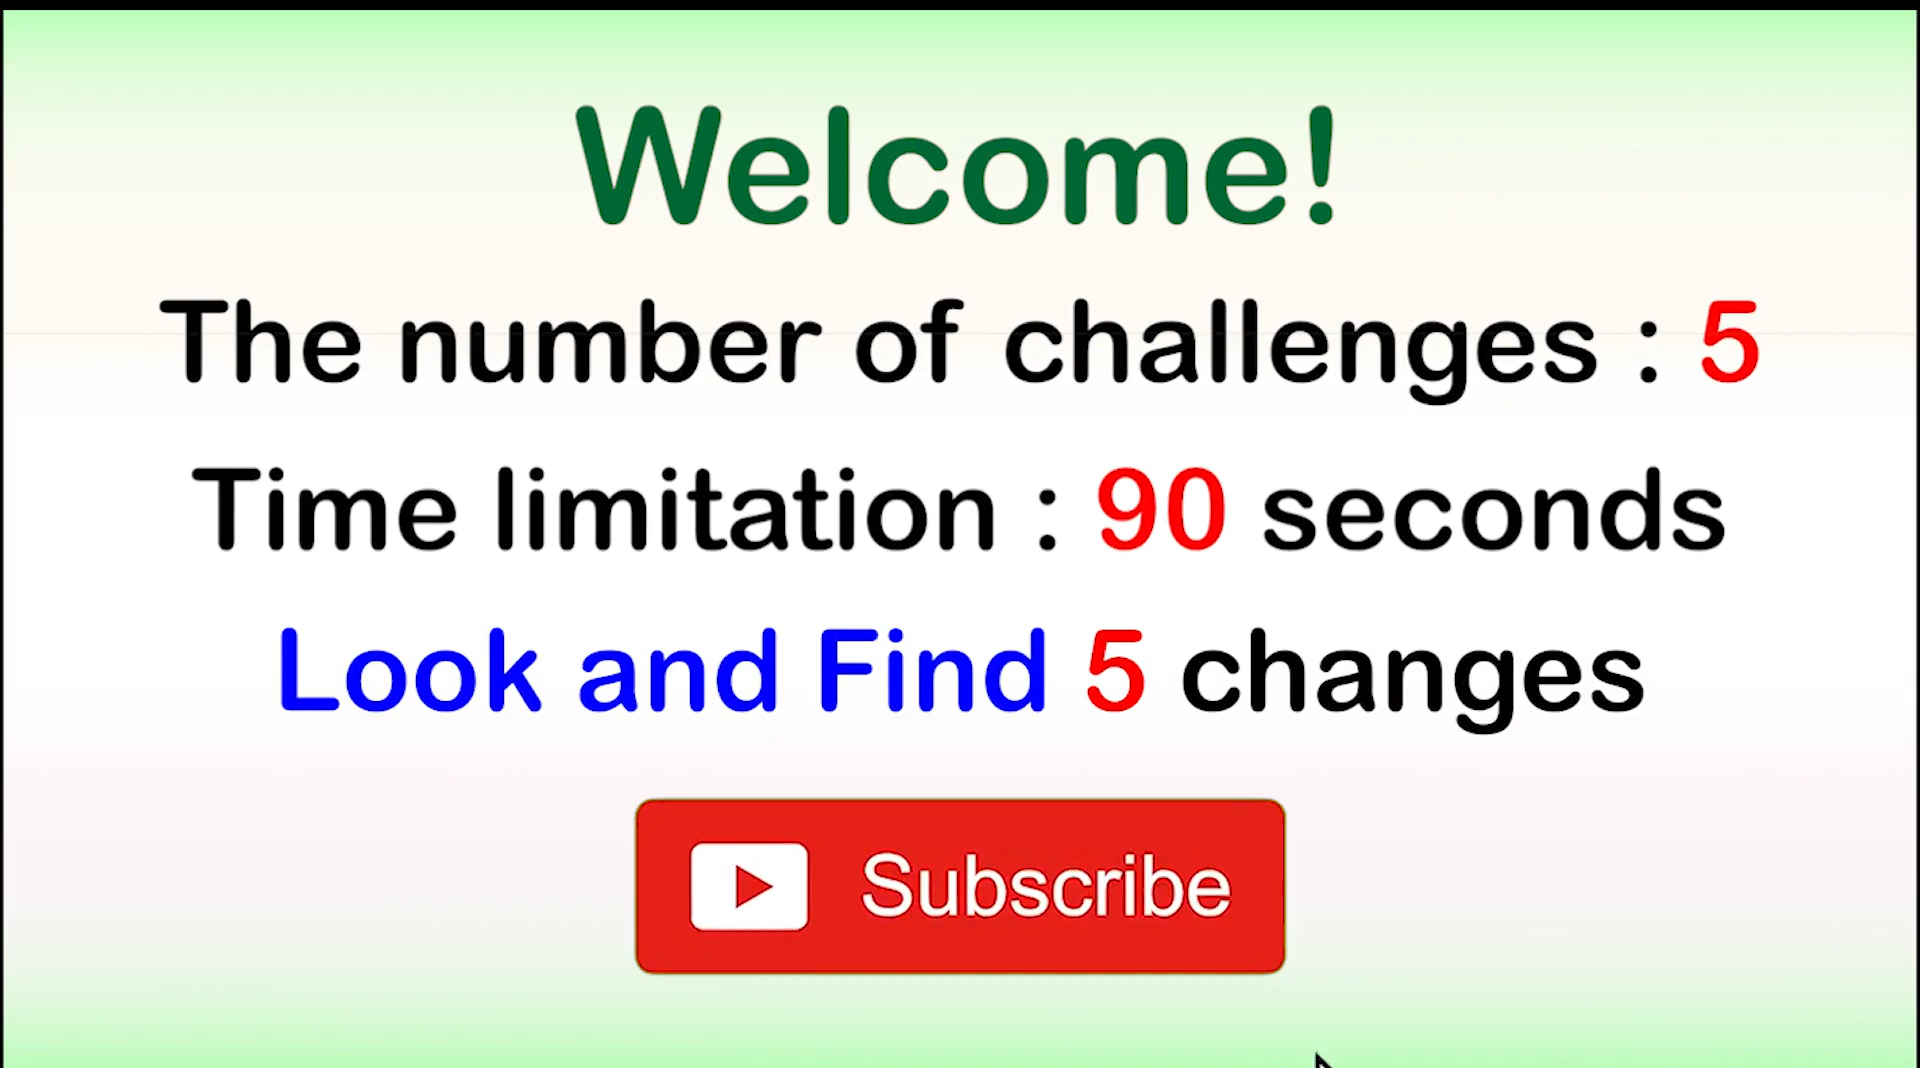 Welcome!
The number of challenges : 5
Time limitation : 90 seconds
Look and Find 5 changes
Subscribe